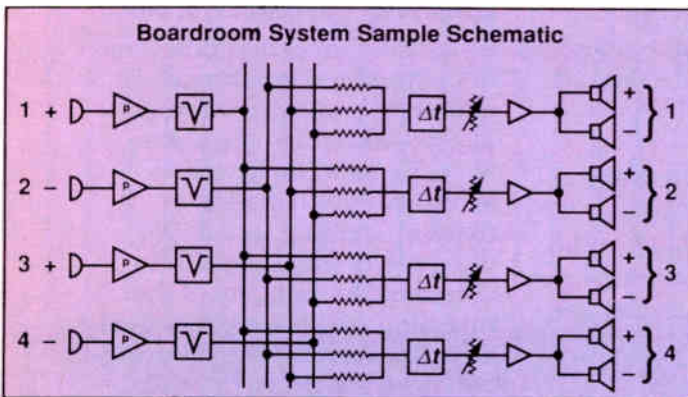 Boardroom System Sample Schematic
1 + P Δt + − } 1
2 − P Δt + − } 2
3 + P Δt + − } 3
4 − P Δt + − } 4